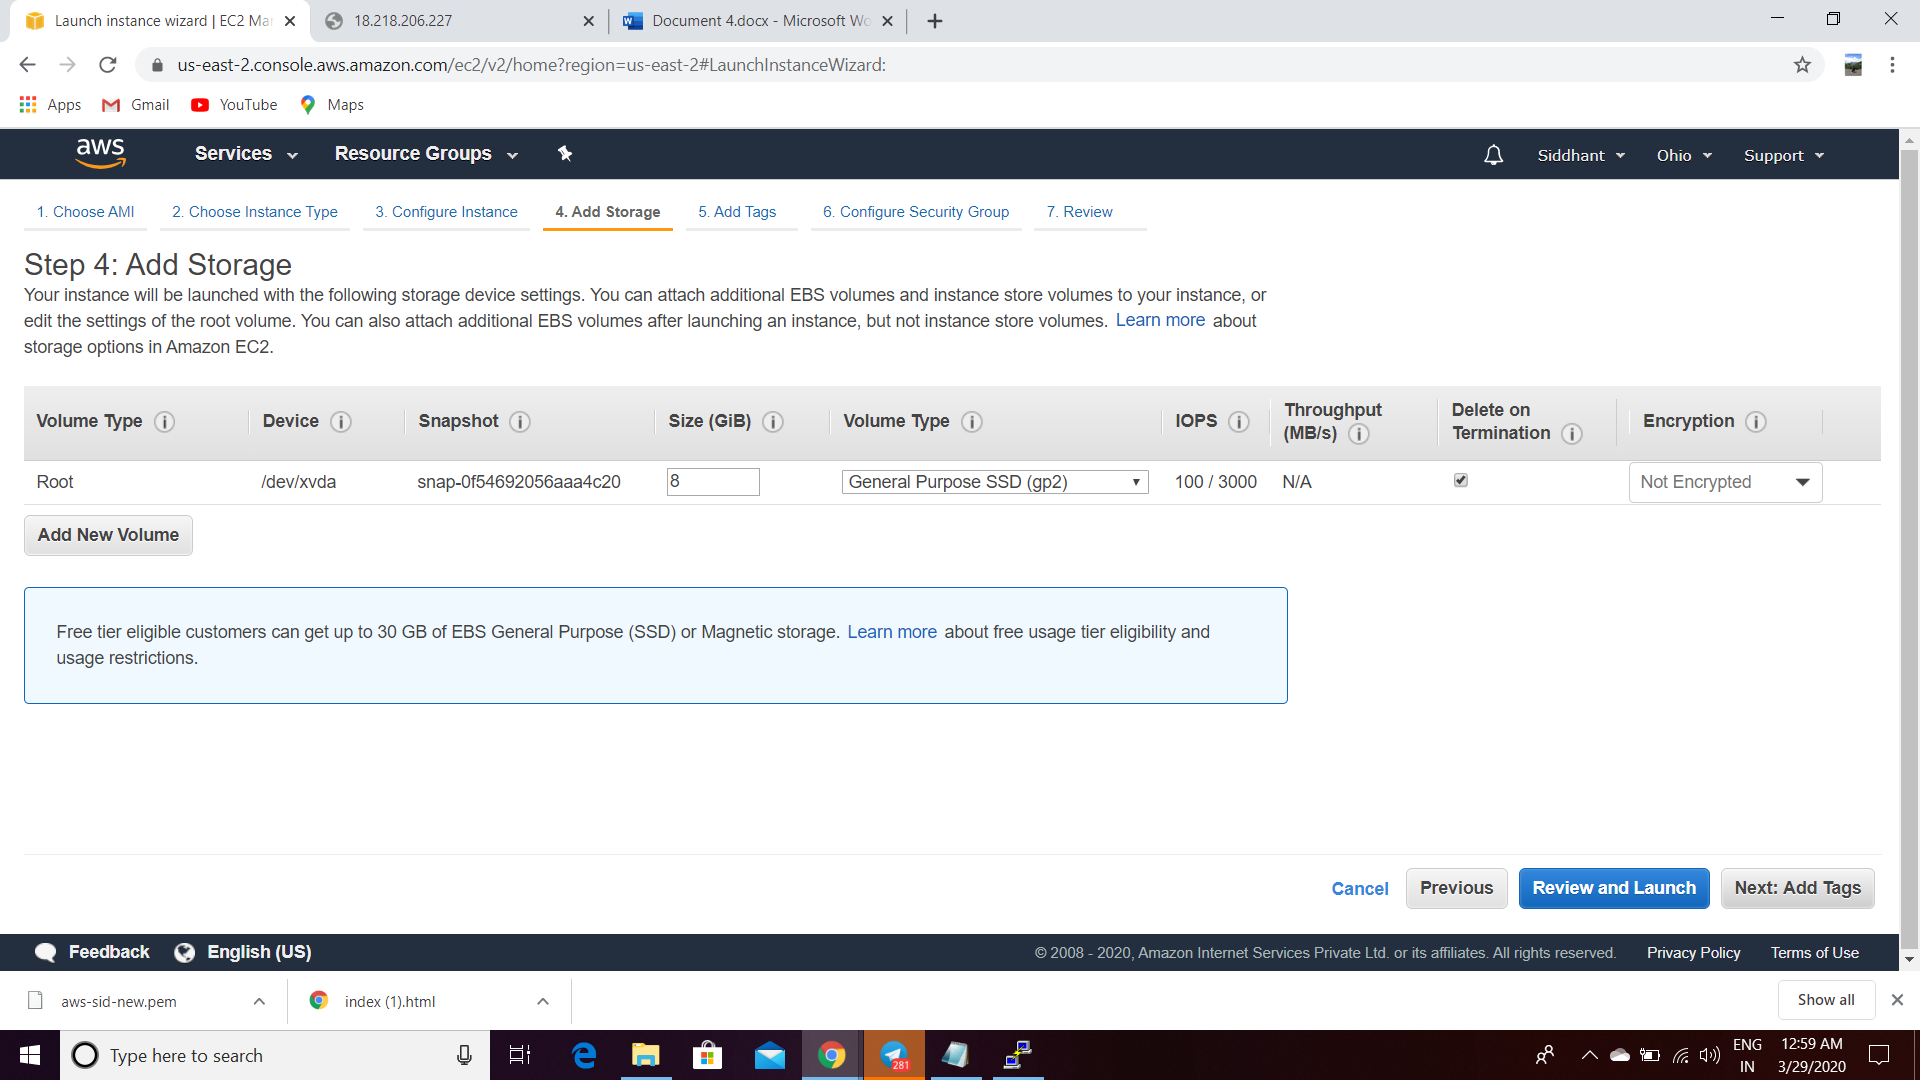 Launch instance wizard | EC2 Mar
18.218.206.227
Document 4.docx - Microsoft Wo
us-east-2.console.aws.amazon.com/ec2/v2/home?region=us-east-2#LaunchInstanceWizard:
Apps
Gmail
YouTube
Maps
aws
Services
Resource Groups
Siddhant
Ohio
Support
1. Choose AMI
2. Choose Instance Type
3. Configure Instance
4. Add Storage
5. Add Tags
6. Configure Security Group
7. Review
Step 4: Add Storage
Your instance will be launched with the following storage device settings. You can attach additional EBS volumes and instance store volumes to your instance, or
edit the settings of the root volume. You can also attach additional EBS volumes after launching an instance, but not instance store volumes. Learn more about
storage options in Amazon EC2.
Volume Type
Device
Snapshot
Size (GiB)
Volume Type
IOPS
Throughput
(MB/s)
Delete on
Termination
Encryption
Root
/dev/xvda
snap-0f54692056aaa4c20
8
General Purpose SSD (gp2)
100 / 3000
N/A
Not Encrypted
Add New Volume
Free tier eligible customers can get up to 30 GB of EBS General Purpose (SSD) or Magnetic storage. Learn more about free usage tier eligibility and
usage restrictions.
Cancel
Previous
Review and Launch
Next: Add Tags
Feedback
English (US)
© 2008 - 2020, Amazon Internet Services Private Ltd. or its affiliates. All rights reserved.
Privacy Policy
Terms of Use
aws-sid-new.pem
index (1).html
Show all
Type here to search
281
ENG
IN
12:59 AM
3/29/2020